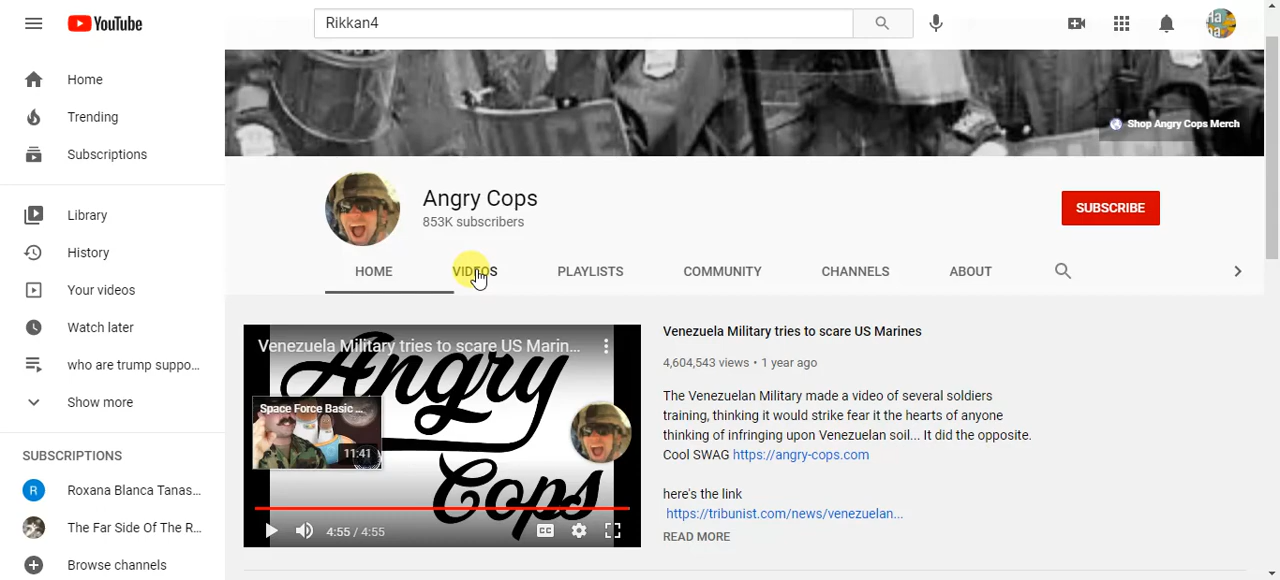 YouTube
Rikkan4
Home
Trending
Subscriptions
Library
History
Your videos
Watch later
who are trump suppo...
Show more
SUBSCRIPTIONS
R
Roxana Blanca Tanas...
The Far Side Of The R...
Browse channels
Shop Angry Cops Merch
Angry Cops
853K subscribers
SUBSCRIBE
HOME
VIDEOS
PLAYLISTS
COMMUNITY
CHANNELS
ABOUT
Venezuela Military tries to scare US Marin...
Angry
Cops
Space Force Basic ...
11:41
4:55 / 4:55
CC
Venezuela Military tries to scare US Marines
4,604,543 views • 1 year ago
The Venezuelan Military made a video of several soldiers
training, thinking it would strike fear it the hearts of anyone
thinking of infringing upon Venezuelan soil... It did the opposite.
Cool SWAG https://angry-cops.com
here's the link
https://tribunist.com/news/venezuelan...
READ MORE